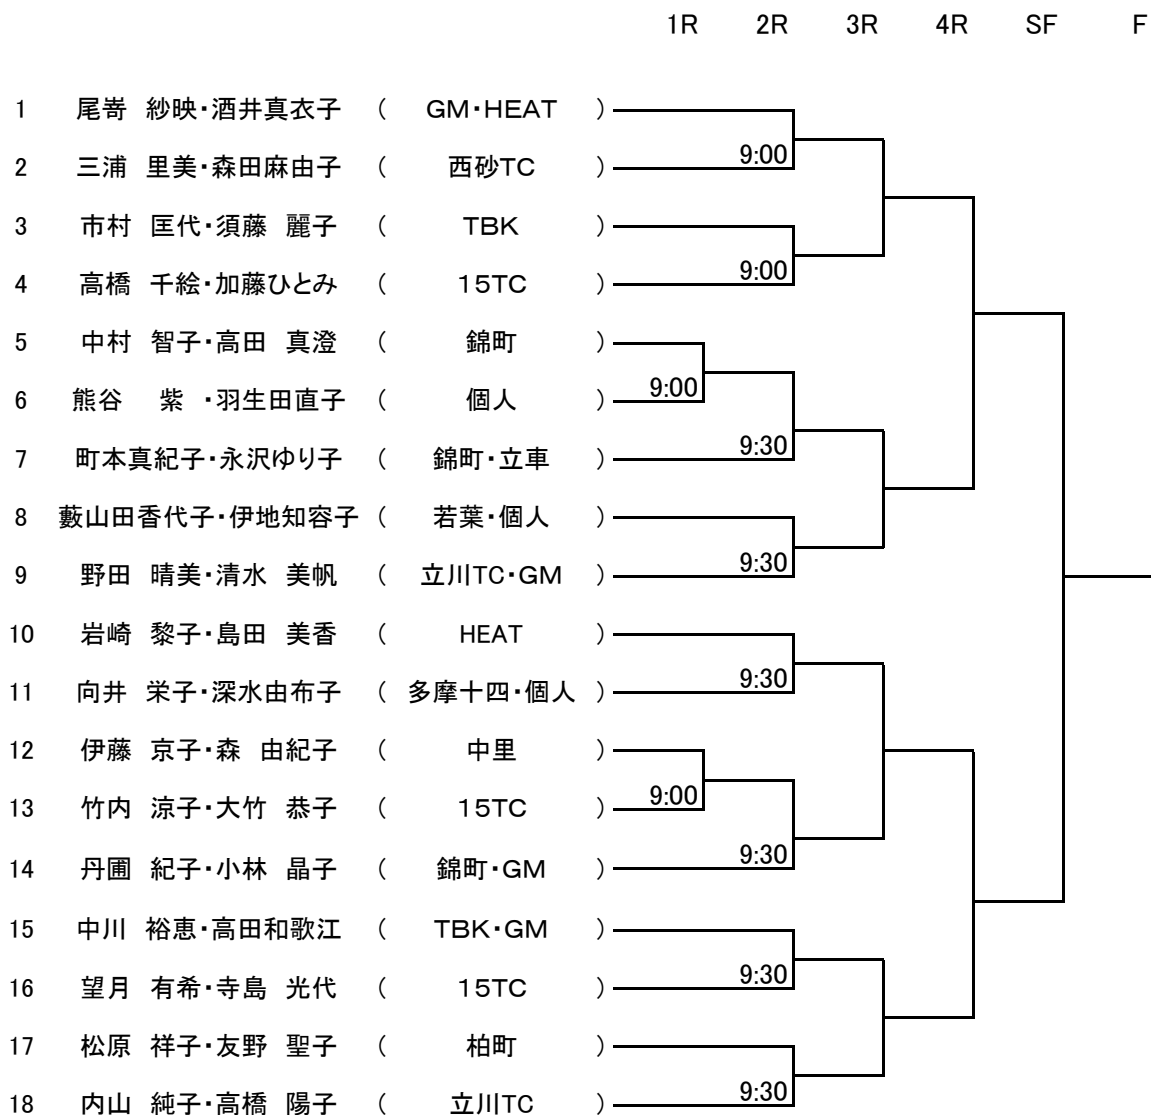 1R 2R 3R 4R SF F
1 尾嵜 紗映・酒井真衣子 ( GM・HEAT )
9:00
2 三浦 里美・森田麻由子 ( 西砂TC )
3 市村 匡代・須藤 麗子 ( TBK )
9:00
4 高橋 千絵・加藤ひとみ ( 15TC )
5 中村 智子・高田 真澄 ( 錦町 )
9:00
6 熊谷 紫 ・羽生田直子 ( 個人 )
9:30
7 町本真紀子・永沢ゆり子 ( 錦町・立車 )
8 藪山田香代子・伊地知容子 ( 若葉・個人 )
9:30
9 野田 晴美・清水 美帆 ( 立川TC・GM )
10 岩崎 黎子・島田 美香 ( HEAT )
9:30
11 向井 栄子・深水由布子 ( 多摩十四・個人 )
12 伊藤 京子・森 由紀子 ( 中里 )
9:00
13 竹内 涼子・大竹 恭子 ( 15TC )
9:30
14 丹圃 紀子・小林 晶子 ( 錦町・GM )
15 中川 裕恵・高田和歌江 ( TBK・GM )
9:30
16 望月 有希・寺島 光代 ( 15TC )
17 松原 祥子・友野 聖子 ( 柏町 )
9:30
18 内山 純子・高橋 陽子 ( 立川TC )